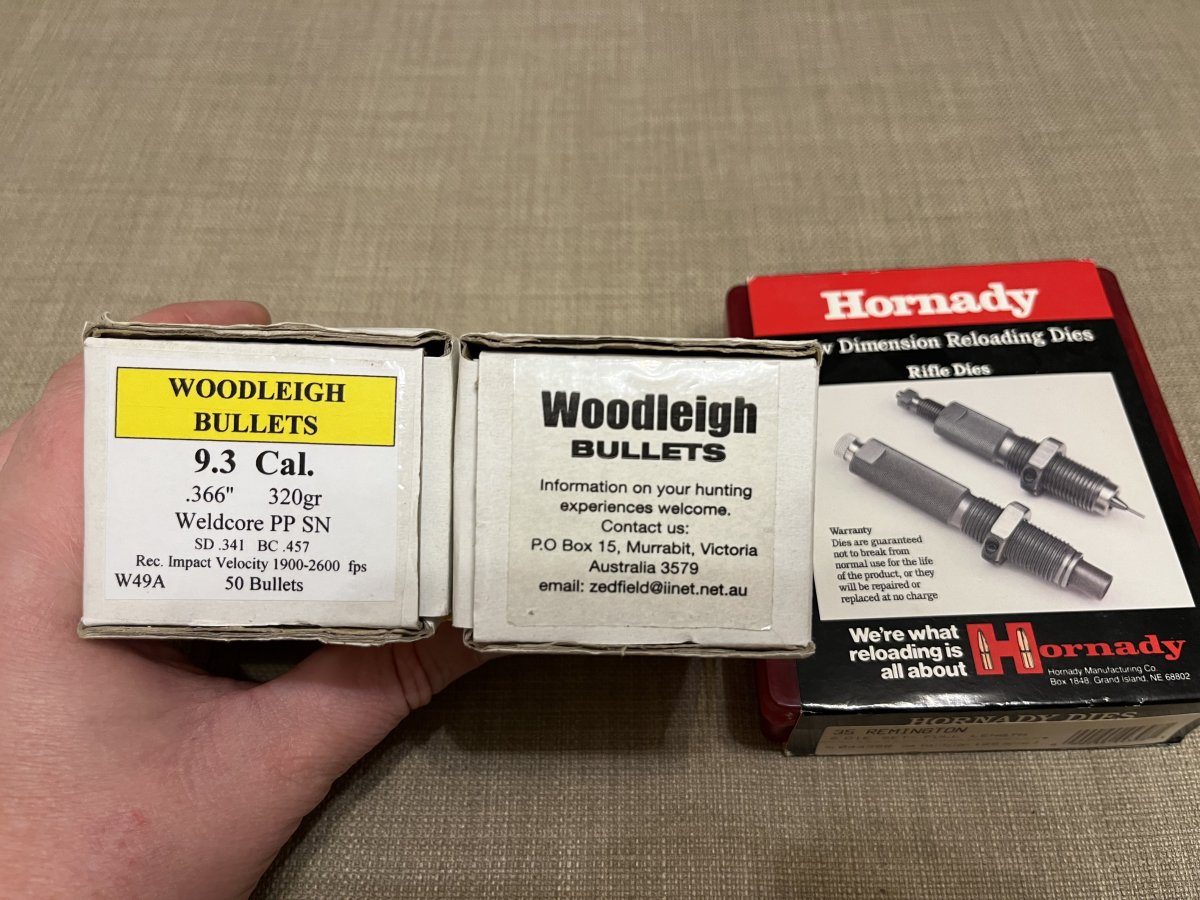 WOODLEIGH
BULLETS
9.3 Cal.
.366" 320gr
Weldcore PP SN
SD .341 BC .457
Rec. Impact Velocity 1900-2600 fps
W49A 50 Bullets
Woodleigh
BULLETS
Information on your hunting
experiences welcome.
Contact us:
P.O Box 15, Murrabit, Victoria
Australia 3579
email: zedfield@iinet.net.au
Hornady
Dimension Reloading Dies
Rifle Dies
Warranty
Dies are guaranteed
not to break from
normal use for the life
of the product, or they
will be repaired or
replaced at no charge
We're what
reloading is
all about
Hornady
Hornady Manufacturing Co.
Box 1848, Grand Island, NE 68802
HORNADY DIES
35 REMINGTON